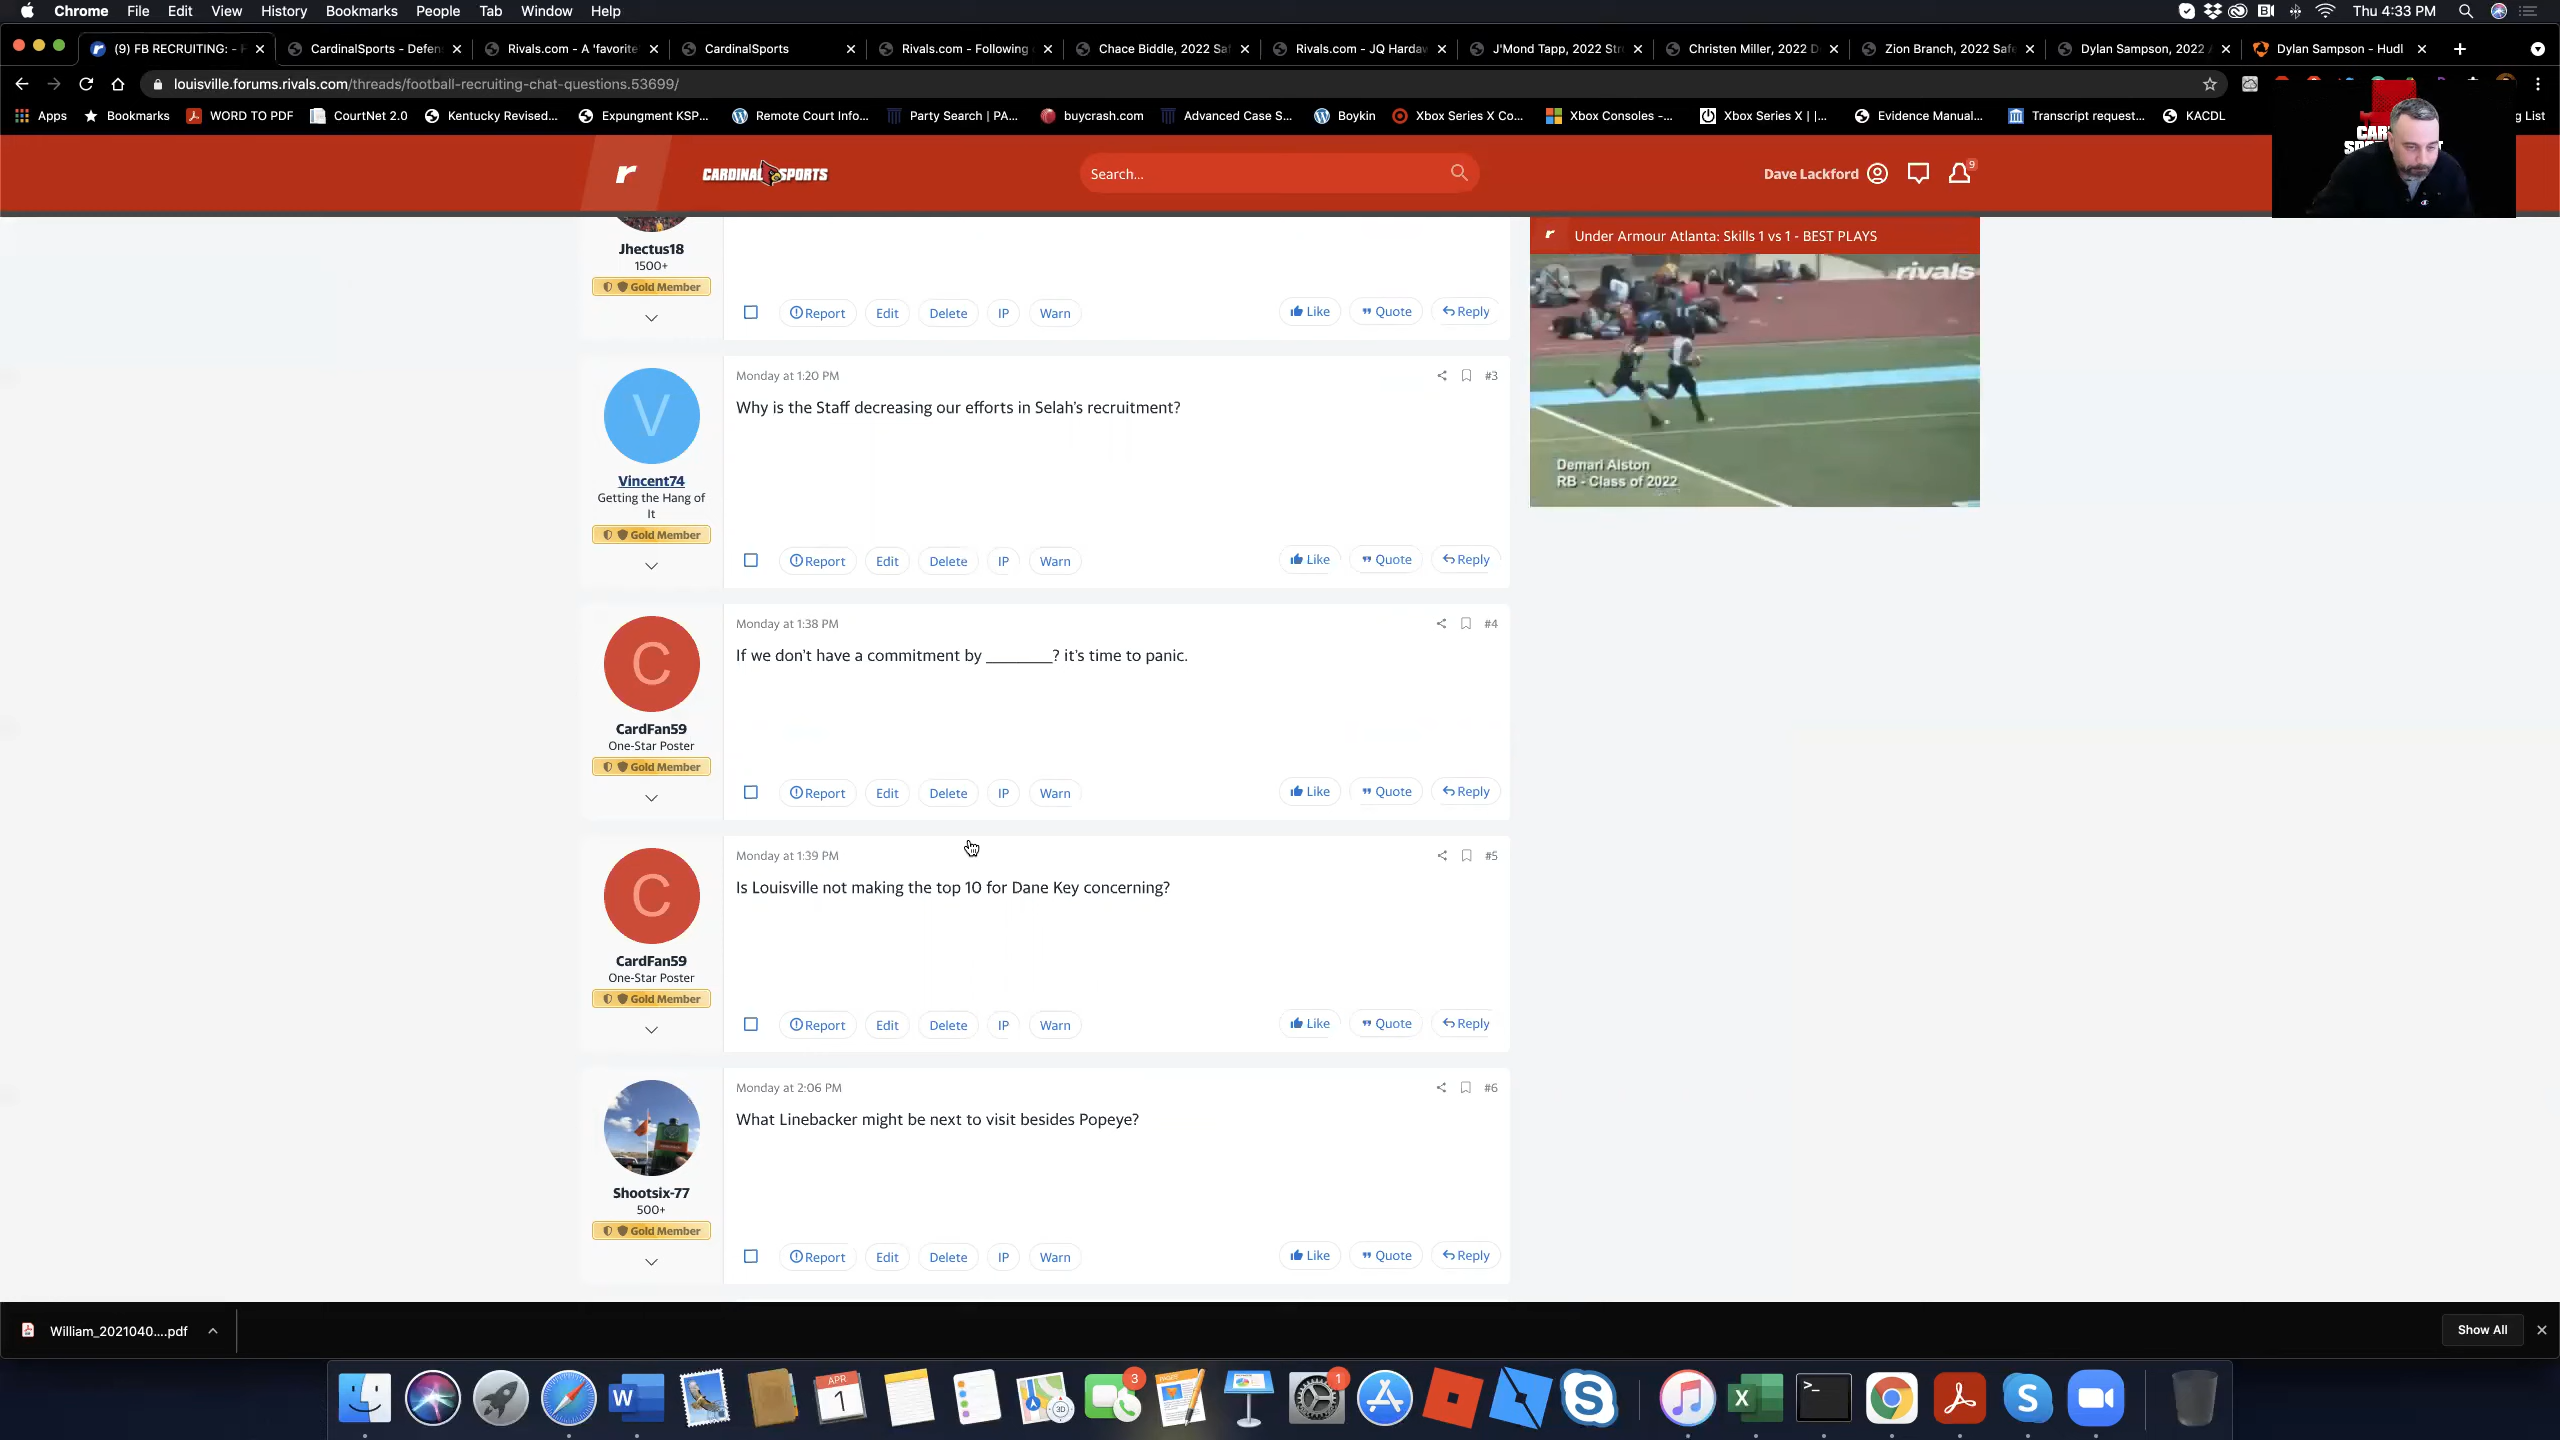 Chrome File Edit View History Bookmarks People Tab Window Help
Thu 4:33 PM
(9) FB RECRUITING: - F
CardinalSports - Defen
Rivals.com - A 'favorite
CardinalSports
Rivals.com - Following
Chace Biddle, 2022 Saf
Rivals.com - JQ Hardaw
J'Mond Tapp, 2022 Str
Christen Miller, 2022 D
Zion Branch, 2022 Safe
Dylan Sampson, 2022
Dylan Sampson - Hudl
louisville.forums.rivals.com/threads/football-recruiting-chat-questions.53699/
Apps
Bookmarks
WORD TO PDF
CourtNet 2.0
Kentucky Revised...
Expungment KSP...
Remote Court Info...
Party Search | PA...
buycrash.com
Advanced Case S...
Boykin
Xbox Series X Co...
Xbox Consoles -...
Xbox Series X | |...
Evidence Manual...
Transcript request...
KACDL
g List
r
CARDINAL SPORTS
Search...
Dave Lackford
9
Jhectus18
1500+
Gold Member
Report Edit Delete IP Warn
Like Quote Reply
Under Armour Atlanta: Skills 1 vs 1 - BEST PLAYS
rivals
Demari Alston
RB - Class of 2022
V
Vincent74
Getting the Hang of
It
Gold Member
Monday at 1:20 PM
#3
Why is the Staff decreasing our efforts in Selah's recruitment?
Report Edit Delete IP Warn
Like Quote Reply
C
CardFan59
One-Star Poster
Gold Member
Monday at 1:38 PM
#4
If we don't have a commitment by ________? it's time to panic.
Report Edit Delete IP Warn
Like Quote Reply
C
CardFan59
One-Star Poster
Gold Member
Monday at 1:39 PM
#5
Is Louisville not making the top 10 for Dane Key concerning?
Report Edit Delete IP Warn
Like Quote Reply
Shootsix-77
500+
Gold Member
Monday at 2:06 PM
#6
What Linebacker might be next to visit besides Popeye?
Report Edit Delete IP Warn
Like Quote Reply
William_2021040....pdf
Show All
W
APR
1
3
PAGES
3D
1
S
X
>_
S